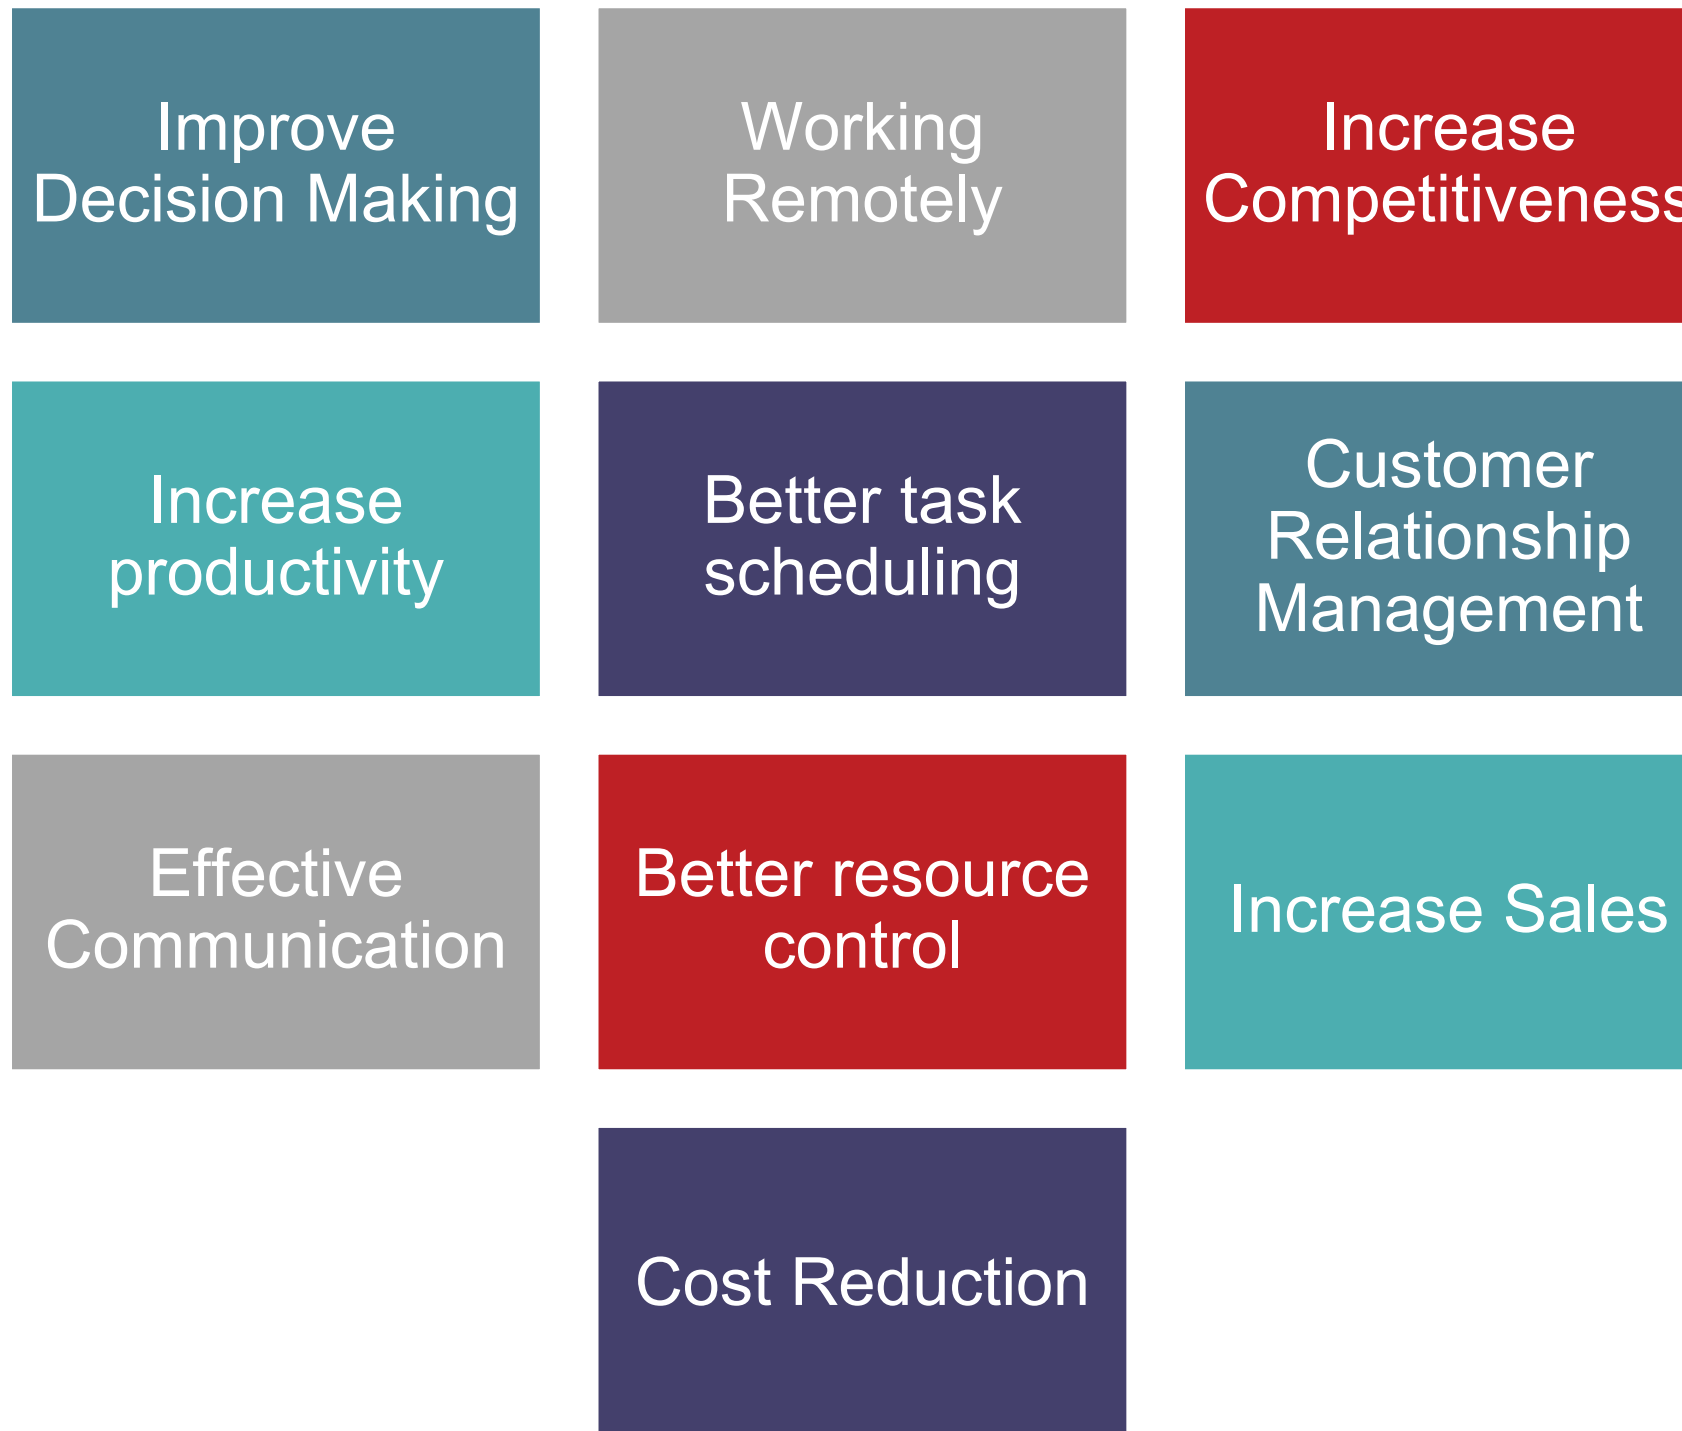 Improve
Decision Making
Working
Remotely
Increase
Competitiveness
Increase
productivity
Better task
scheduling
Customer
Relationship
Management
Effective
Communication
Better resource
control
Increase Sales
Cost Reduction